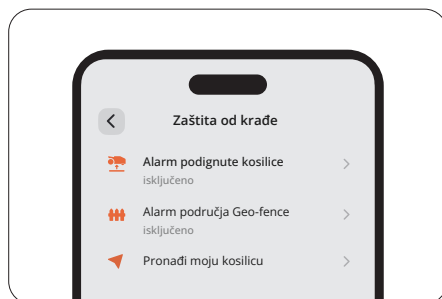 Zaštita od krađe
Alarm podignute kosilice
isključeno
Alarm područja Geo-fence
isključeno
Pronađi moju kosilicu